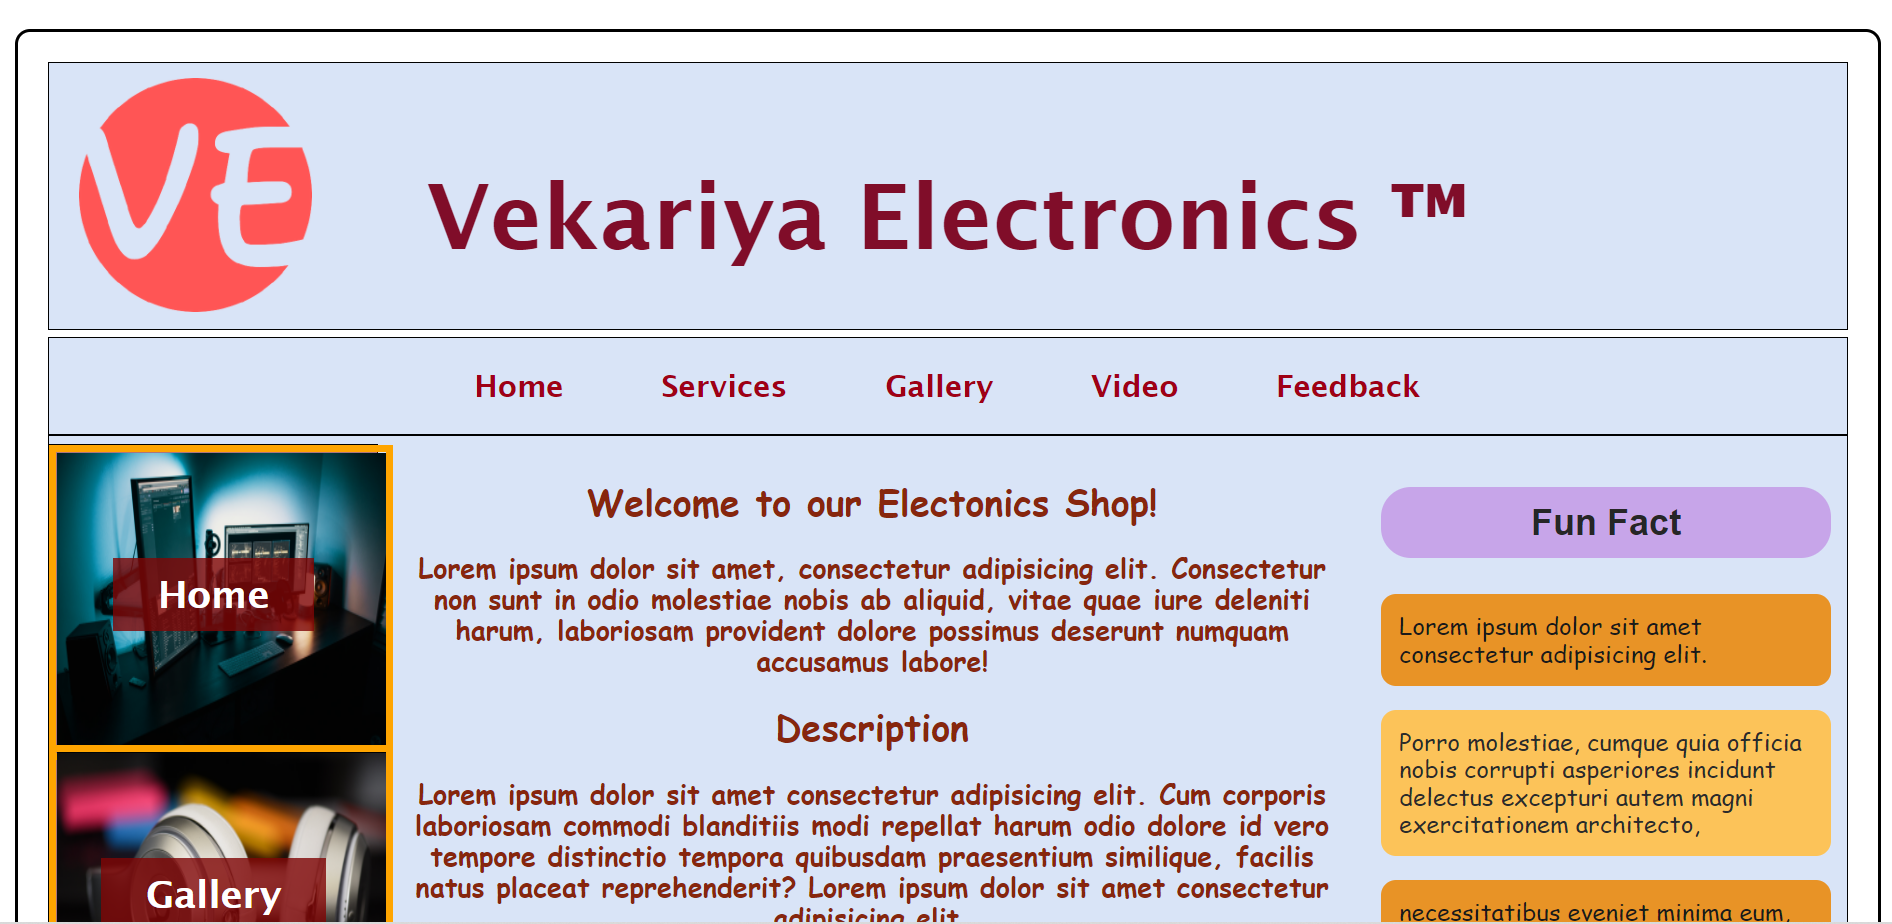 VE
Vekariya Electronics ™
Home Services Gallery Video Feedback
Home
Gallery
Welcome to our Electonics Shop!
Lorem ipsum dolor sit amet, consectetur adipisicing elit. Consectetur
non sunt in odio molestiae nobis ab aliquid, vitae quae iure deleniti
harum, laboriosam provident dolore possimus deserunt numquam
accusamus labore!
Description
Lorem ipsum dolor sit amet consectetur adipisicing elit. Cum corporis
laboriosam commodi blanditiis modi repellat harum odio dolore id vero
tempore distinctio tempora quibusdam praesentium similique, facilis
natus placeat reprehenderit? Lorem ipsum dolor sit amet consectetur
adipisicing elit
Fun Fact
Lorem ipsum dolor sit amet
consectetur adipisicing elit.
Porro molestiae, cumque quia officia
nobis corrupti asperiores incidunt
delectus excepturi autem magni
exercitationem architecto,
necessitatibus eveniet minima eum,